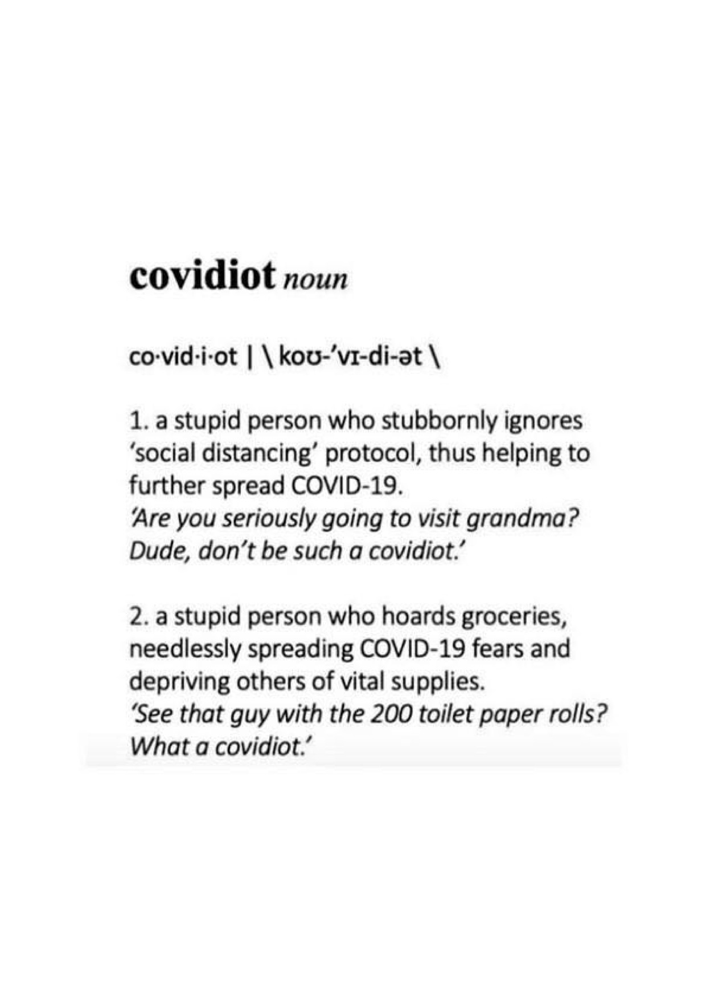 covidiot noun
co·vid·i·ot | \ koʊ-′vɪ-di-ət \
1. a stupid person who stubbornly ignores
‘social distancing’ protocol, thus helping to
further spread COVID-19.
‘Are you seriously going to visit grandma?
Dude, don’t be such a covidiot.’
2. a stupid person who hoards groceries,
needlessly spreading COVID-19 fears and
depriving others of vital supplies.
‘See that guy with the 200 toilet paper rolls?
What a covidiot.’